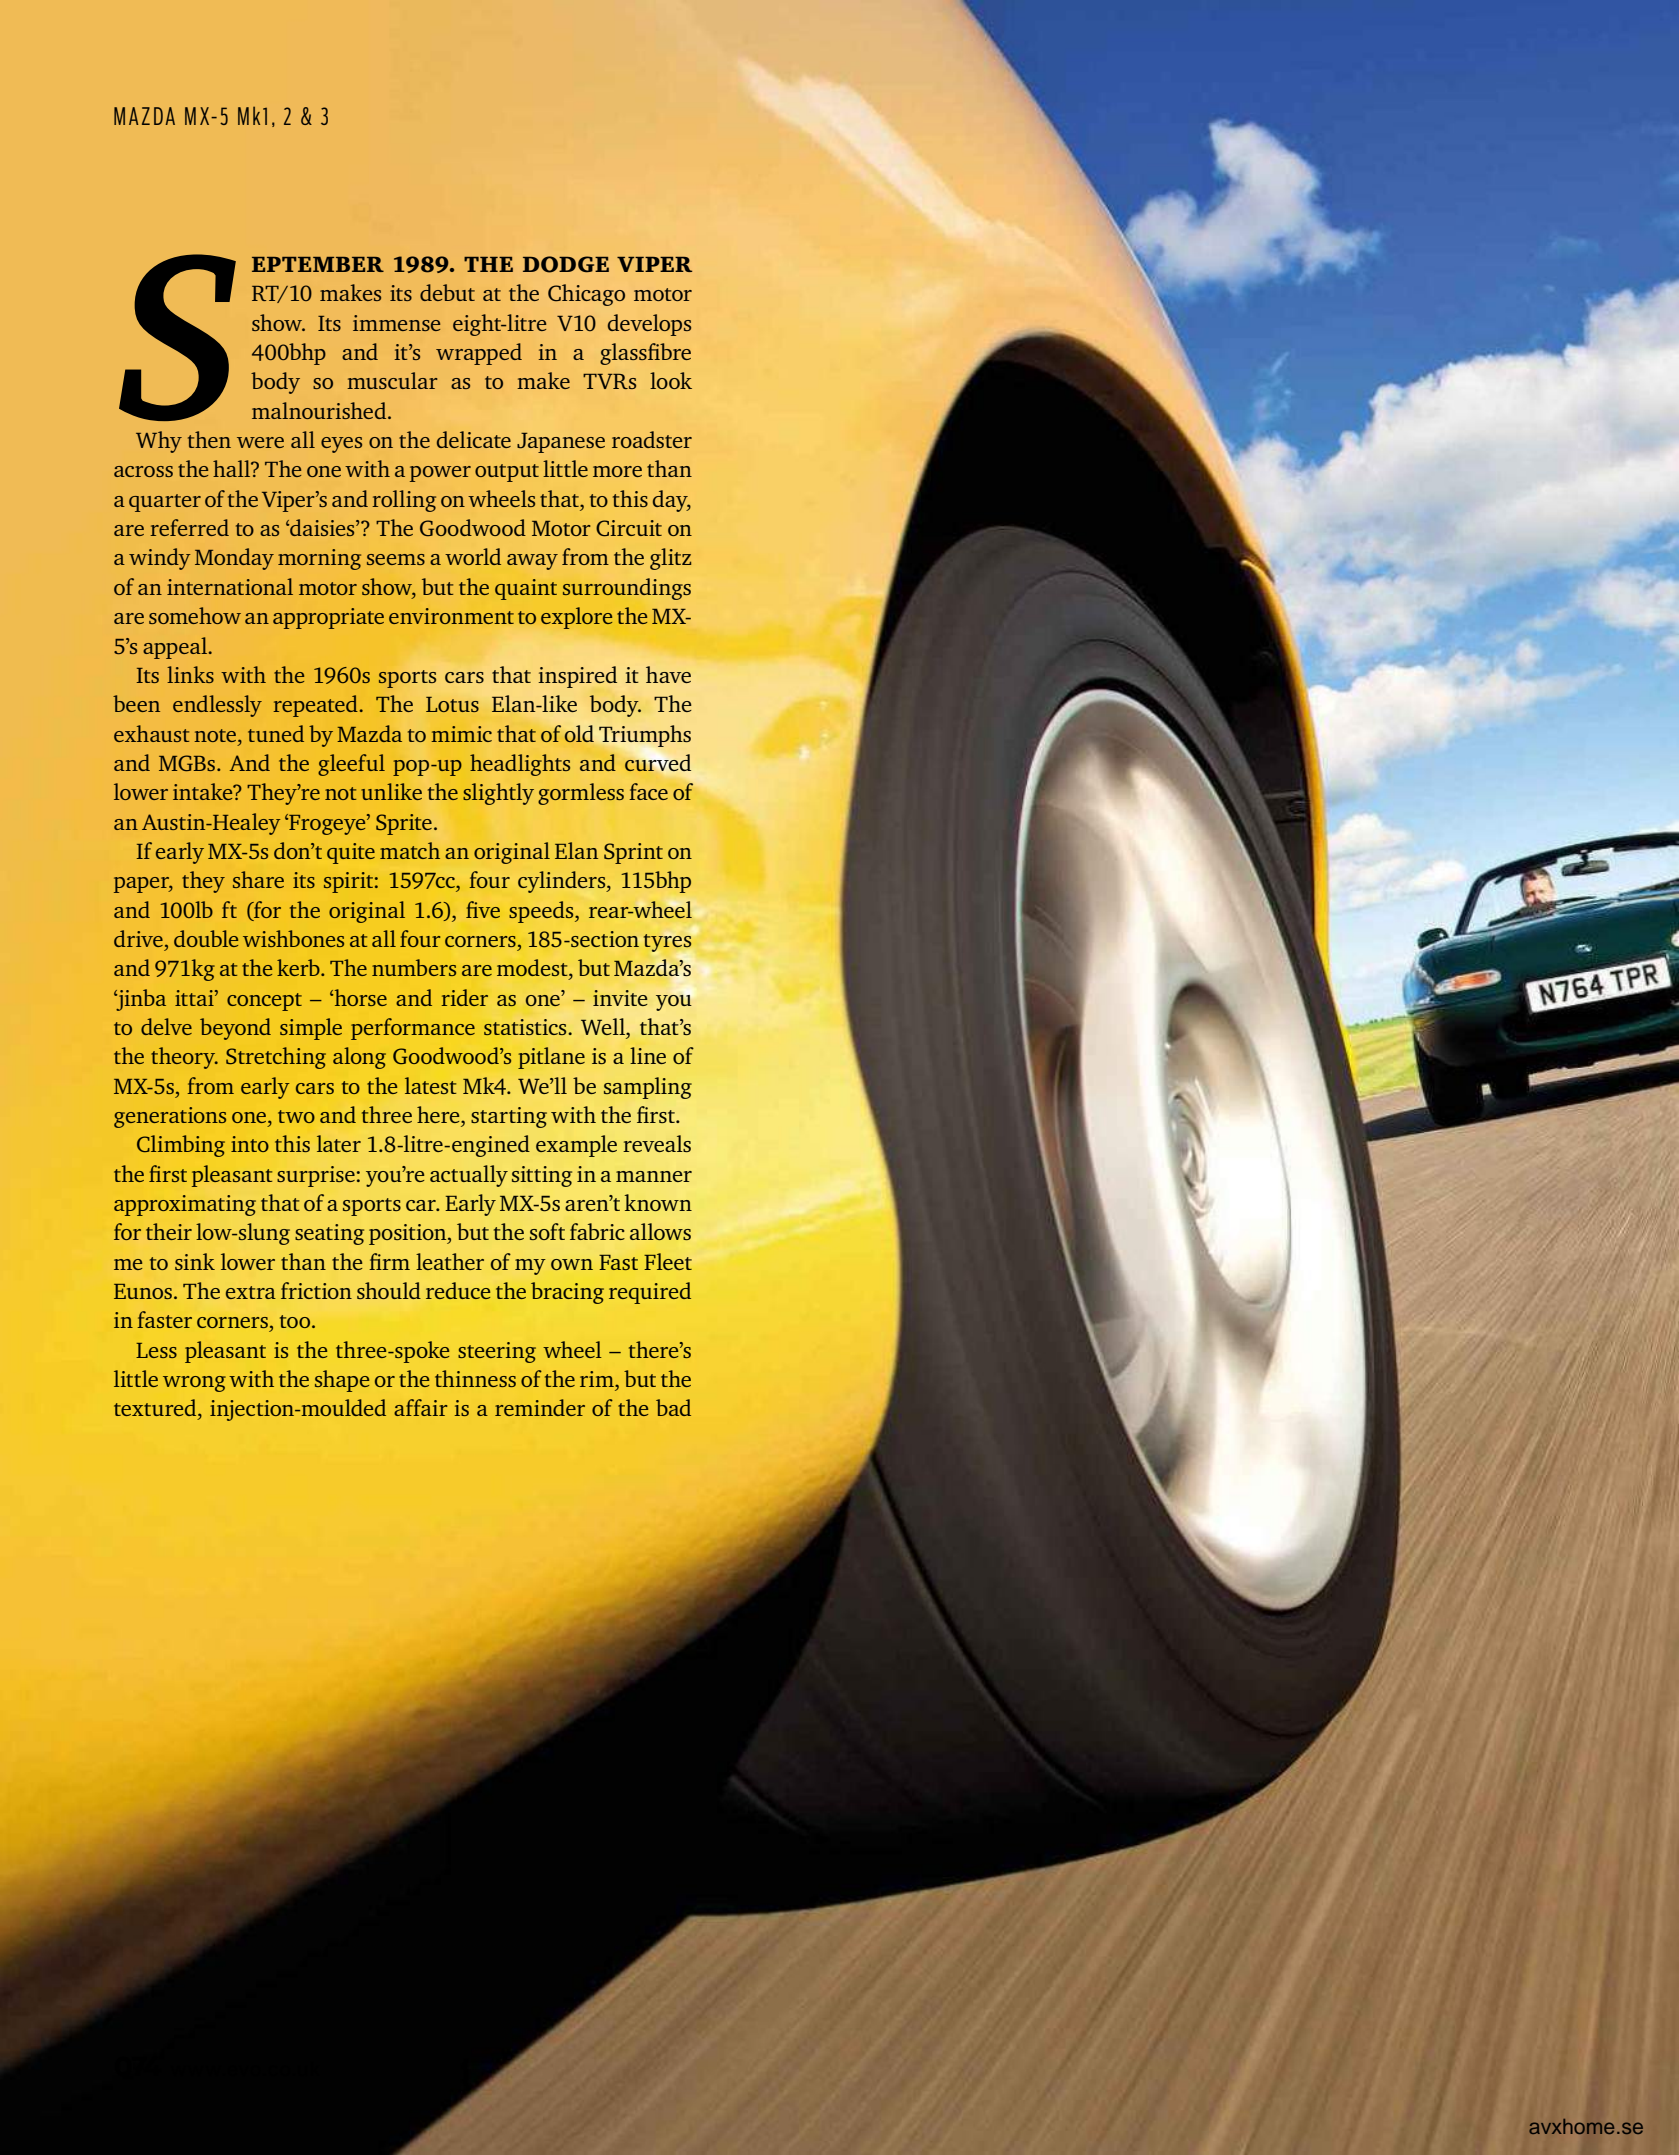 MAZDA MX-5 Mk1, 2 & 3
SEPTEMBER 1989. THE DODGE VIPER
RT/10 makes its debut at the Chicago motor
show. Its immense eight-litre V10 develops
400bhp and it’s wrapped in a glassfibre
body so muscular as to make TVRs look
malnourished.
Why then were all eyes on the delicate Japanese roadster
across the hall? The one with a power output little more than
a quarter of the Viper’s and rolling on wheels that, to this day,
are referred to as ‘daisies’? The Goodwood Motor Circuit on
a windy Monday morning seems a world away from the glitz
of an international motor show, but the quaint surroundings
are somehow an appropriate environment to explore the MX-
5’s appeal.
Its links with the 1960s sports cars that inspired it have
been endlessly repeated. The Lotus Elan-like body. The
exhaust note, tuned by Mazda to mimic that of old Triumphs
and MGBs. And the gleeful pop-up headlights and curved
lower intake? They’re not unlike the slightly gormless face of
an Austin-Healey ‘Frogeye’ Sprite.
If early MX-5s don’t quite match an original Elan Sprint on
paper, they share its spirit: 1597cc, four cylinders, 115bhp
and 100lb ft (for the original 1.6), five speeds, rear-wheel
drive, double wishbones at all four corners, 185-section tyres
and 971kg at the kerb. The numbers are modest, but Mazda’s
‘jinba ittai’ concept – ‘horse and rider as one’ – invite you
to delve beyond simple performance statistics. Well, that’s
the theory. Stretching along Goodwood’s pitlane is a line of
MX-5s, from early cars to the latest Mk4. We’ll be sampling
generations one, two and three here, starting with the first.
Climbing into this later 1.8-litre-engined example reveals
the first pleasant surprise: you’re actually sitting in a manner
approximating that of a sports car. Early MX-5s aren’t known
for their low-slung seating position, but the soft fabric allows
me to sink lower than the firm leather of my own Fast Fleet
Eunos. The extra friction should reduce the bracing required
in faster corners, too.
Less pleasant is the three-spoke steering wheel – there’s
little wrong with the shape or the thinness of the rim, but the
textured, injection-moulded affair is a reminder of the bad
N764 TPR
avxhome.se